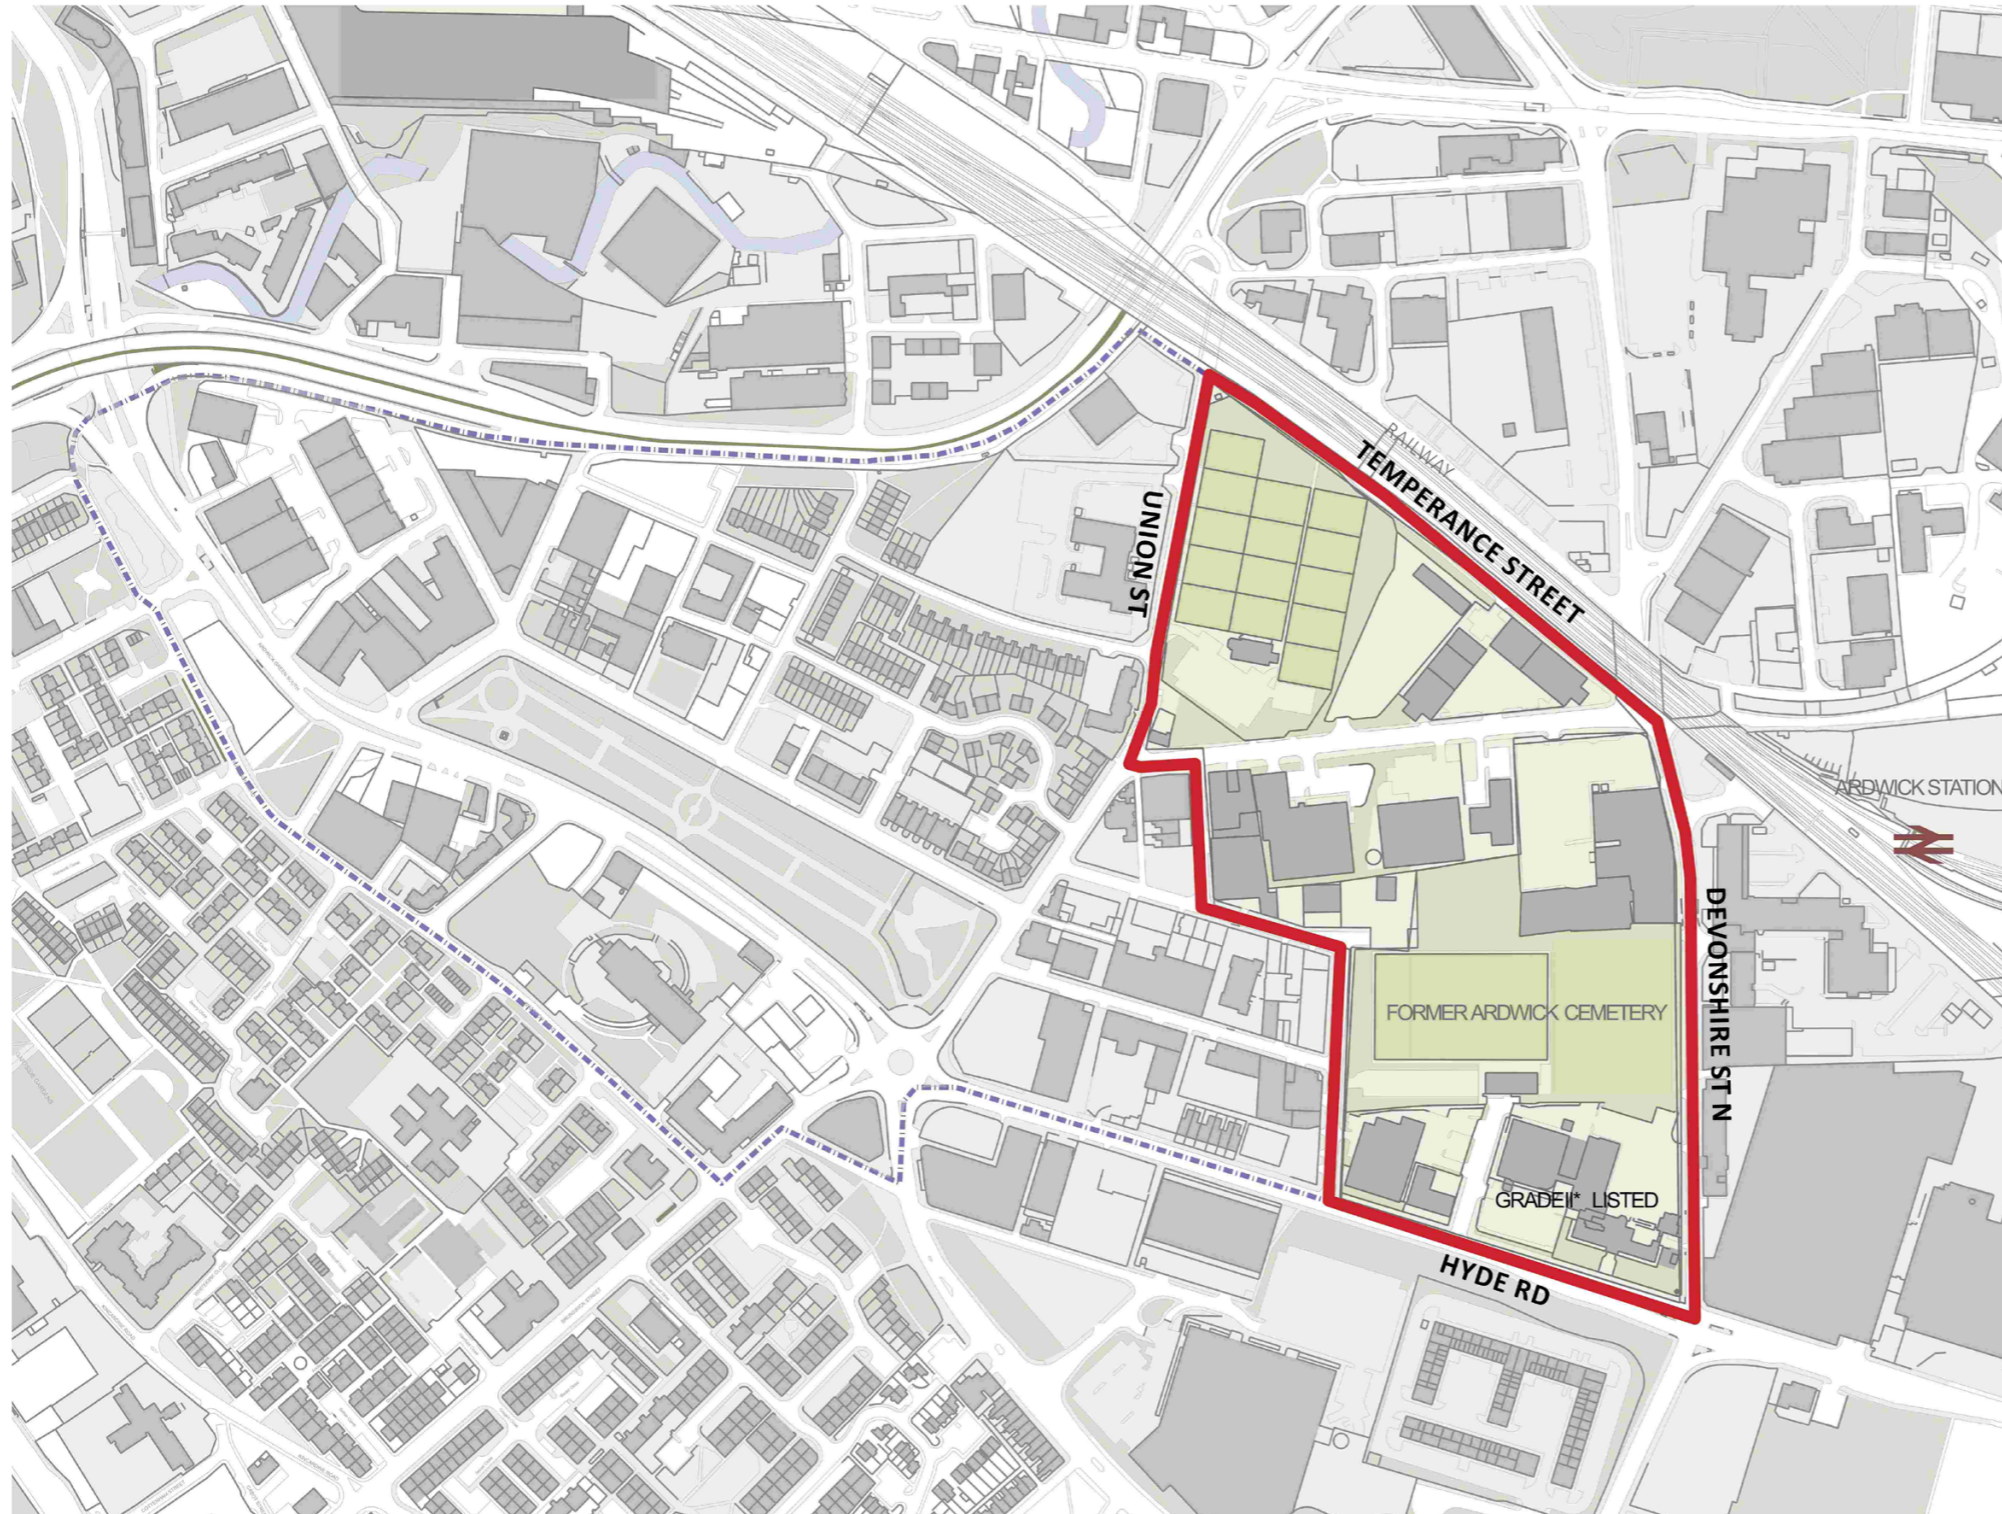 RAILWAY
TEMPERANCE STREET
UNION ST
ARDWICK STATION
DEVONSHIRE ST N
FORMER ARDWICK CEMETERY
GRADEII* LISTED
HYDE RD